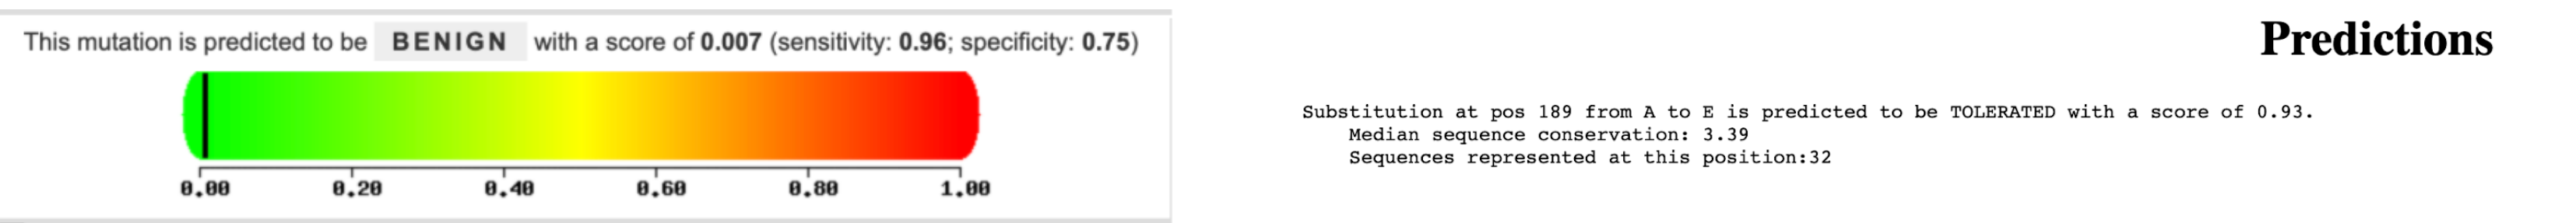 This mutation is predicted to be BENIGN with a score of 0.007 (sensitivity: 0.96; specificity: 0.75)
0.00 0.20 0.40 0.60 0.80 1.00
Predictions
Substitution at pos 189 from A to E is predicted to be TOLERATED with a score of 0.93.
Median sequence conservation: 3.39
Sequences represented at this position:32